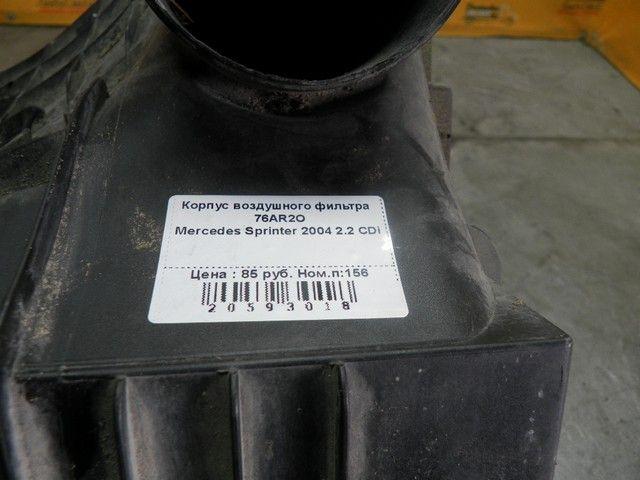 Корпус воздушного фильтра
76AR2O
Mercedes Sprinter 2004 2.2 CDi
Цена : 85 руб. Ном.п:156
20593018